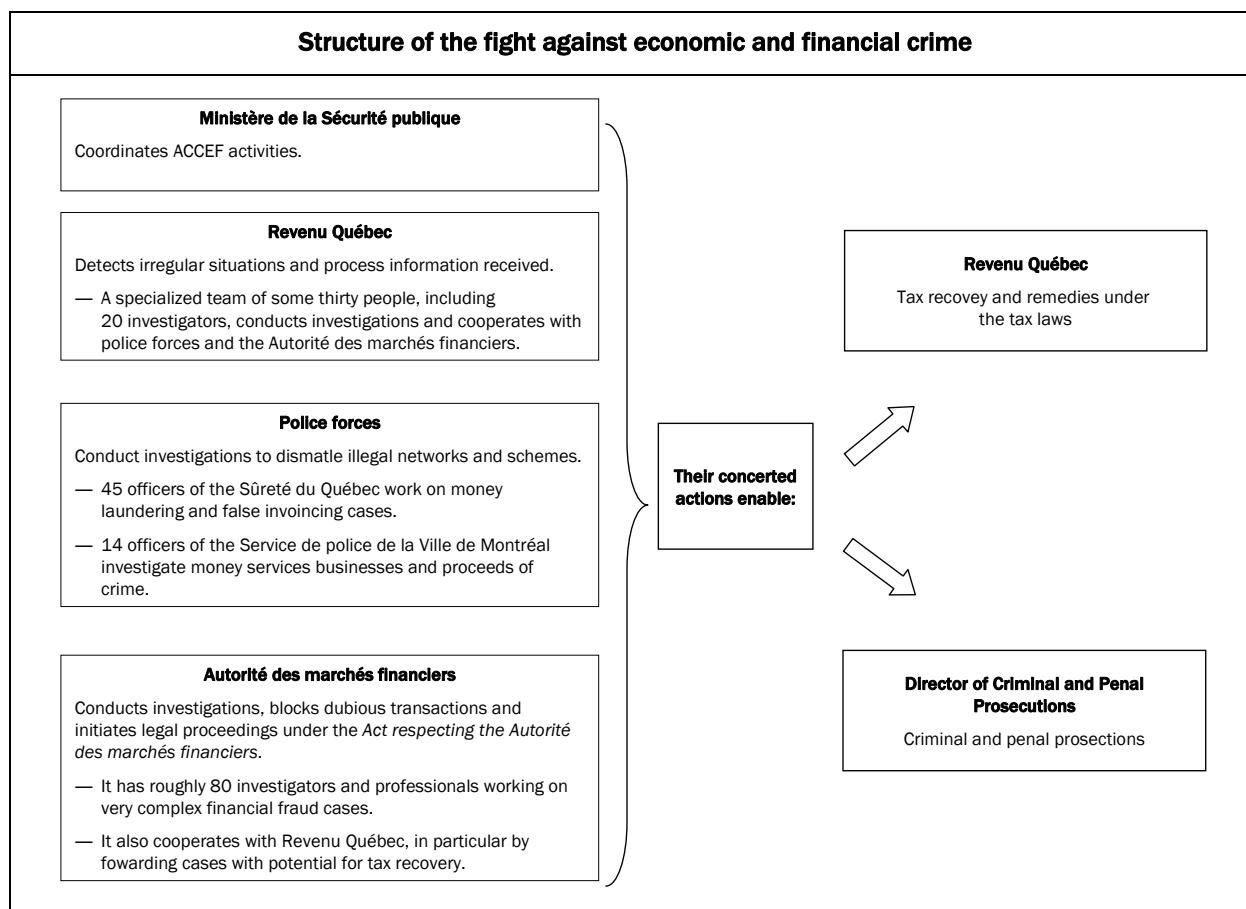 Structure of the fight against economic and financial crime
Ministère de la Sécurité publique
Coordinates ACCEF activities.
Revenu Québec
Detects irregular situations and process information received.
— A specialized team of some thirty people, including
20 investigators, conducts investigations and cooperates with
police forces and the Autorité des marchés financiers.
Police forces
Conduct investigations to dismatle illegal networks and schemes.
— 45 officers of the Sûreté du Québec work on money
laundering and false invoincing cases.
— 14 officers of the Service de police de la Ville de Montréal
investigate money services businesses and proceeds of
crime.
Autorité des marchés financiers
Conducts investigations, blocks dubious transactions and
initiates legal proceedings under the Act respecting the Autorité
des marchés financiers.
— It has roughly 80 investigators and professionals working on
very complex financial fraud cases.
— It also cooperates with Revenu Québec, in particular by
fowarding cases with potential for tax recovery.
Their concerted
actions enable:
Revenu Québec
Tax recovey and remedies under
the tax laws
Director of Criminal and Penal
Prosecutions
Criminal and penal prosections